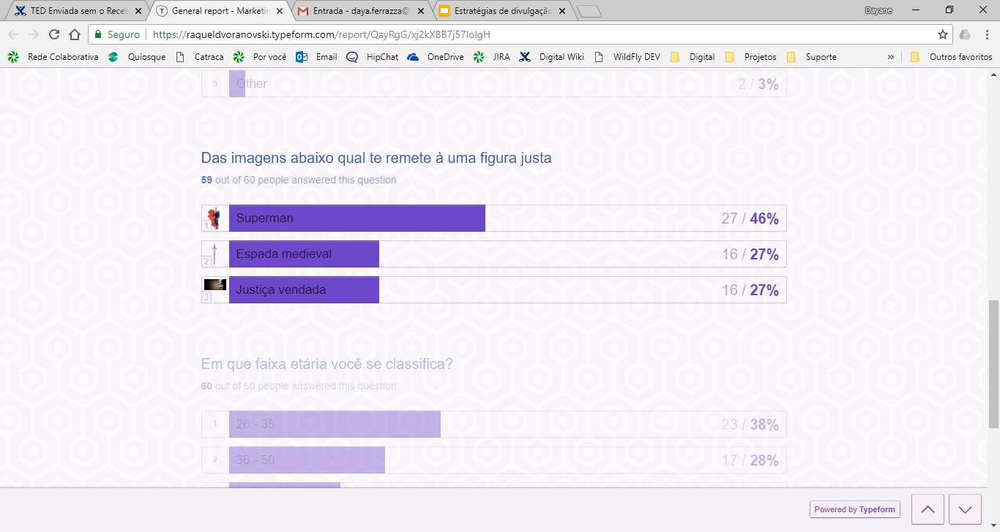 TED Enviada sem o Receb
General report - Marketin
Entrada - daya.ferrazza@
Estratégias de divulgação
Dayane
Seguro
https://raqueldvoranovski.typeform.com/report/QayRgG/xj2kXBB7j57IoIgH
Rede Colaborativa
Quiosque
Catraca
Por você
Email
HipChat
OneDrive
JIRA
Digital Wiki
WildFly DEV
Digital
Projetos
Suporte
»
Outros favoritos
5 Other 2 / 3%
Das imagens abaixo qual te remete à uma figura justa
59 out of 60 people answered this question
1 Superman 27 / 46%
2 Espada medieval 16 / 27%
3 Justiça vendada 16 / 27%
Em que faixa etária você se classifica?
60 out of 60 people answered this question
1 26 - 35 23 / 38%
2 36 - 50 17 / 28%
Powered by Typeform